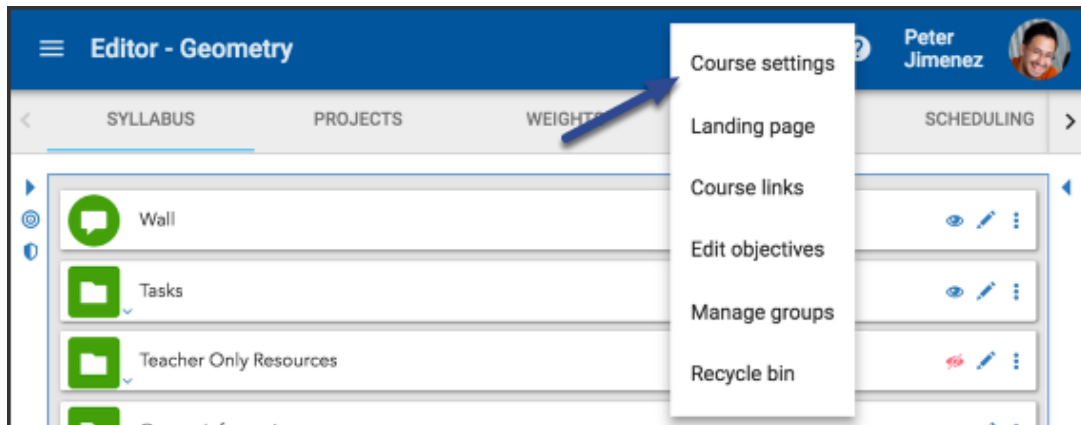 Editor - Geometry
Peter
Jimenez
SYLLABUS
PROJECTS
SCHEDULING
Course settings
Landing page
Course links
Edit objectives
Manage groups
Recycle bin
Wall
Tasks
Teacher Only Resources